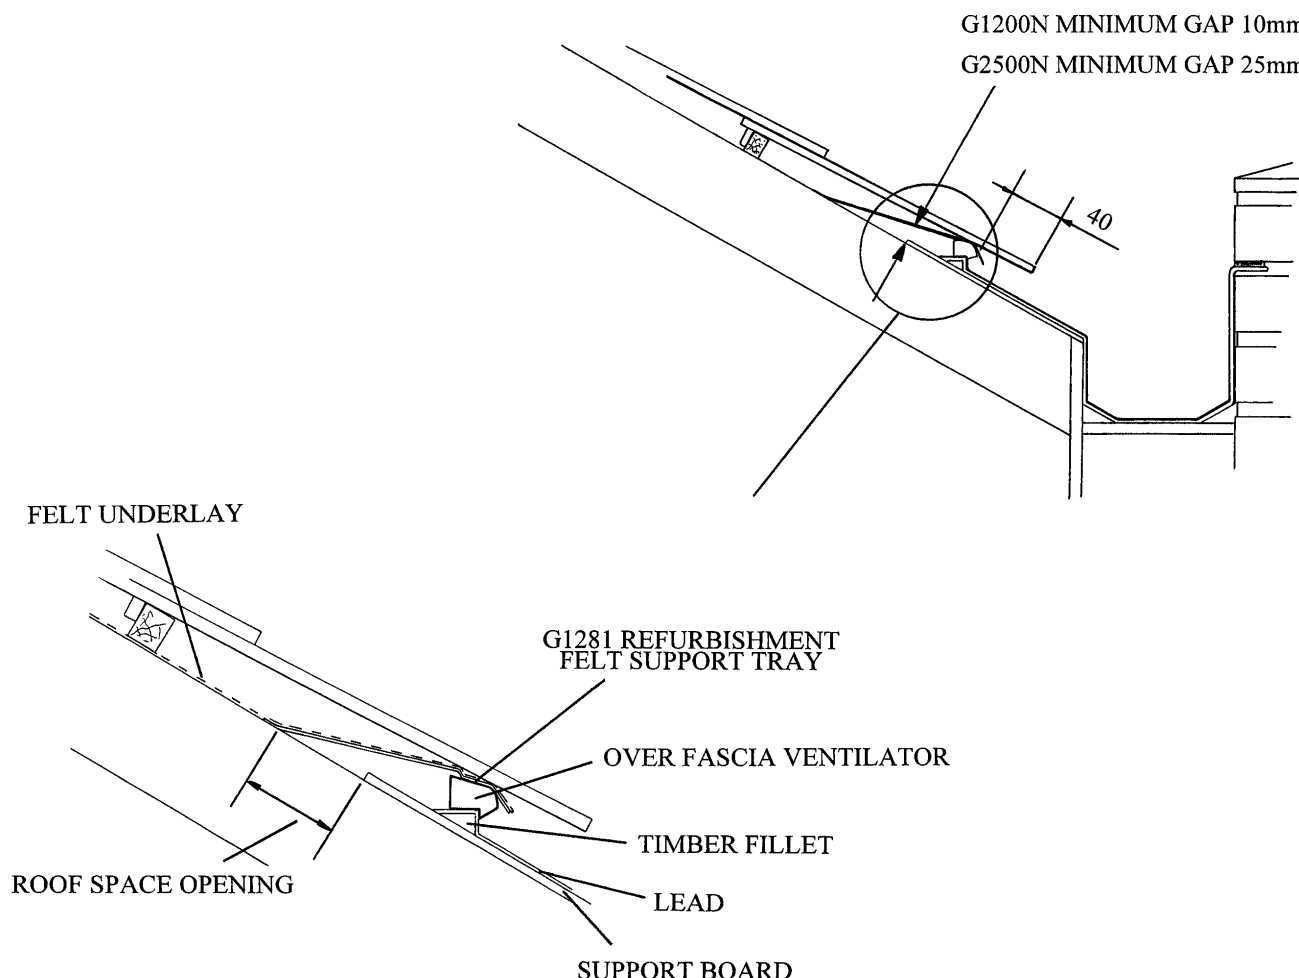 G1200N MINIMUM GAP 10mm
G2500N MINIMUM GAP 25mm
40
FELT UNDERLAY
G1281 REFURBISHMENT
FELT SUPPORT TRAY
OVER FASCIA VENTILATOR
TIMBER FILLET
ROOF SPACE OPENING
LEAD
SUPPORT BOARD